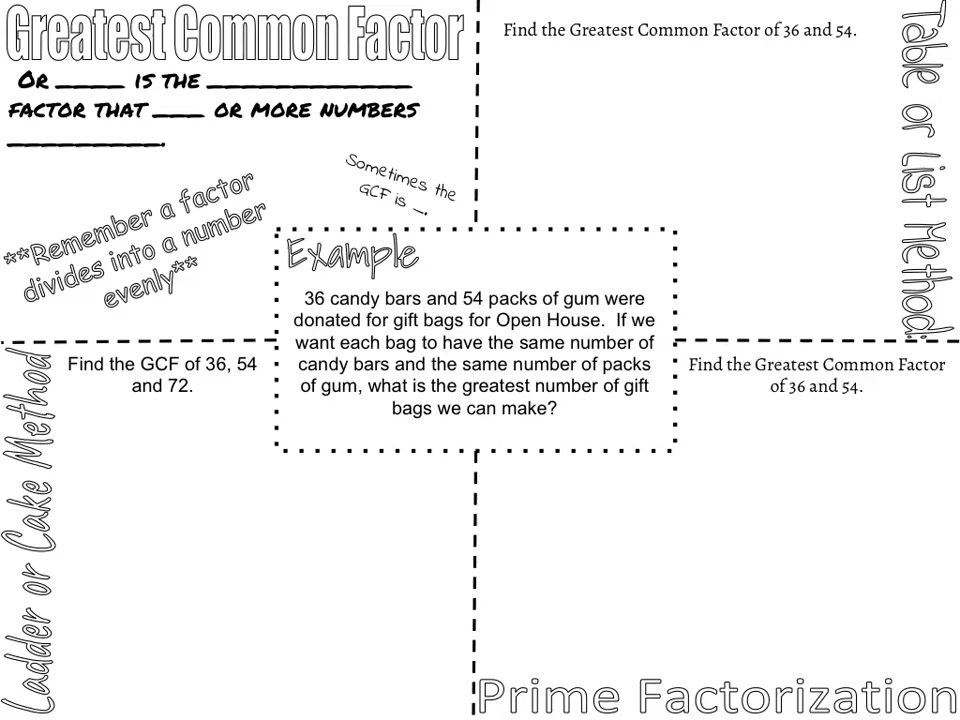 Greatest Common Factor
Or ____ is the ____________
factor that ___ or more numbers
_________.
Sometimes the
GCF is _.
**Remember a factor
divides into a number
evenly**
Find the Greatest Common Factor of 36 and 54.
Table or List Method
Example
36 candy bars and 54 packs of gum were
donated for gift bags for Open House. If we
want each bag to have the same number of
candy bars and the same number of packs
of gum, what is the greatest number of gift
bags we can make?
Ladder or Cake Method
Find the GCF of 36, 54
and 72.
Find the Greatest Common Factor
of 36 and 54.
Prime Factorization